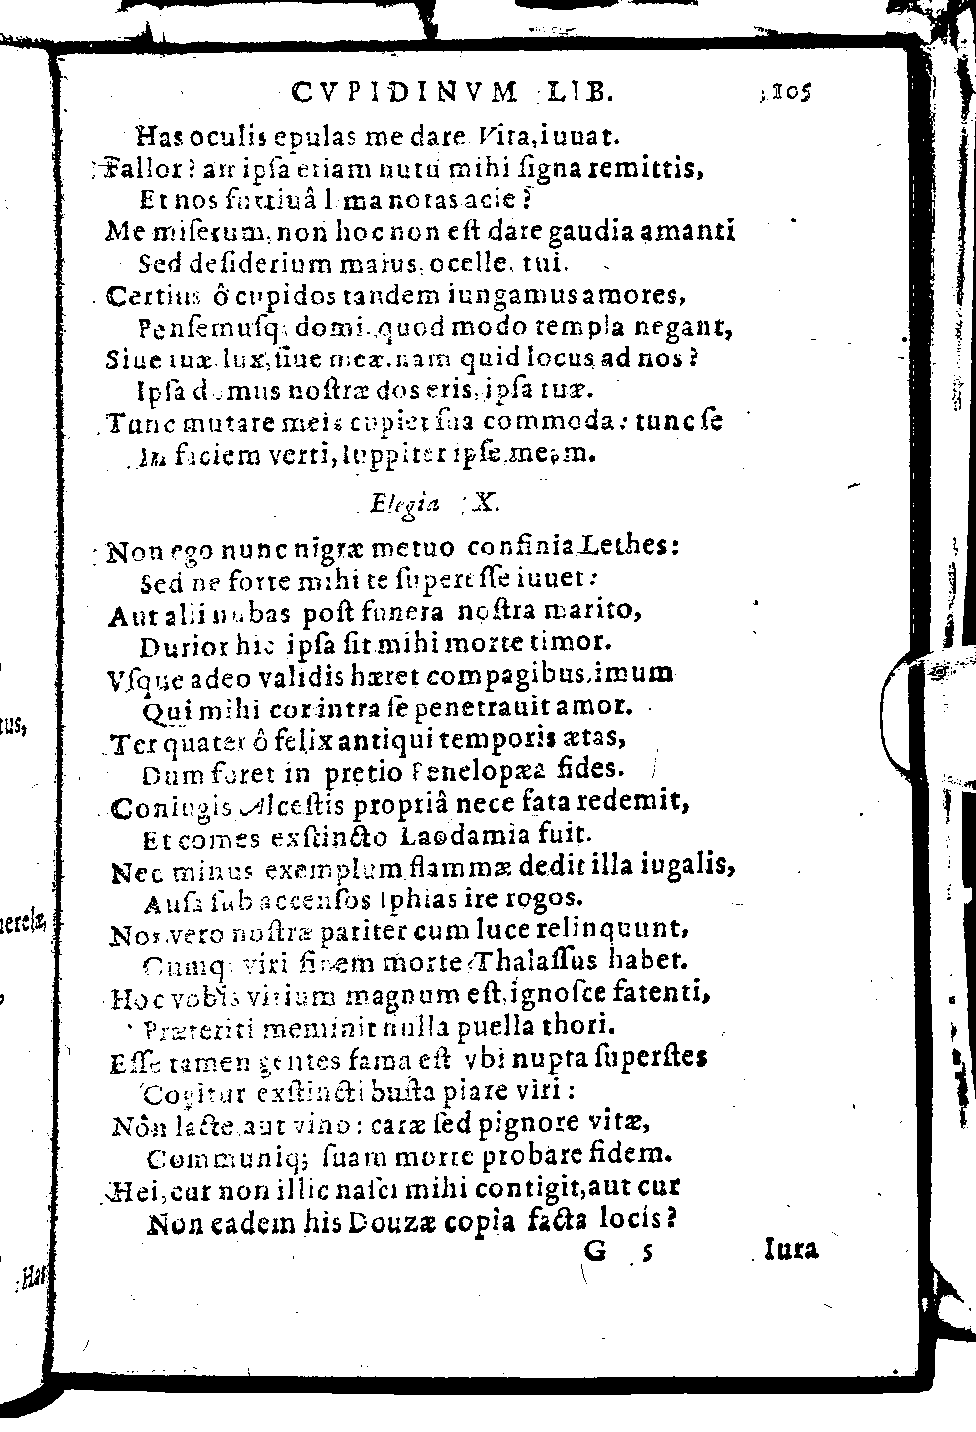 CVPIDINVM LIB. 105
Has oculis epulas me dare Vita, iuuat.
Fallor? an ipſa etiam nutu mihi ſigna remittis,
Et nos furtiuâ notas acie?
Me miſerum, non hoc non eſt dare gaudia amanti
Sed deſiderium maius, ocelle, tui.
Certius ô cupidos tandem iungamus amores,
Penſemuſq; domi, quod modo templa negant,
Siue tuæ lux, ſiue meæ. nam quid locus ad nos?
Ipſa domus noſtræ dos eris, ipſa tuæ.
Tunc mutare meis cupiet ſua commoda: tunc ſe
In faciem verti, Iuppiter ipſe, meam.
Elegia X.
Non ego nunc nigræ metuo confinia Lethes:
Sed ne forte mihi te ſupereſſe iuuet:
Aut alii nubas poſt funera noſtra marito,
Durior hic ipſa ſit mihi morte timor.
Vſque adeo validis hæret compagibus, imum
Qui mihi cor intra ſe penetrauit amor.
Ter quater ô felix antiqui temporis ætas,
Dum foret in pretio Penelopæa fides.
Coniugis Alceſtis propriâ nece fata redemit,
Et comes exſtincto Laodamia fuit.
Nec minus exemplum flammæ dedit illa iugalis,
Auſa ſub accenſos Iphias ire rogos.
Nos vero noſtræ pariter cum luce relinquunt,
Cumq; viri finem morte Thalaſſus habet.
Hoc vobis vitium magnum eſt, ignoſce fatenti,
Præteriti meminit nulla puella thori.
Eſſe tamen gentes fama eſt vbi nupta ſuperſtes
Cogitur exſtincti buſta piare viri:
Non lacte aut vino: caræ ſed pignore vitæ,
Communiq; ſuam morte probare fidem.
Hei, cur non illic naſci mihi contigit, aut cur
Non eadem his Douzæ copia facta locis?
G 5 Iura
tus,
Has